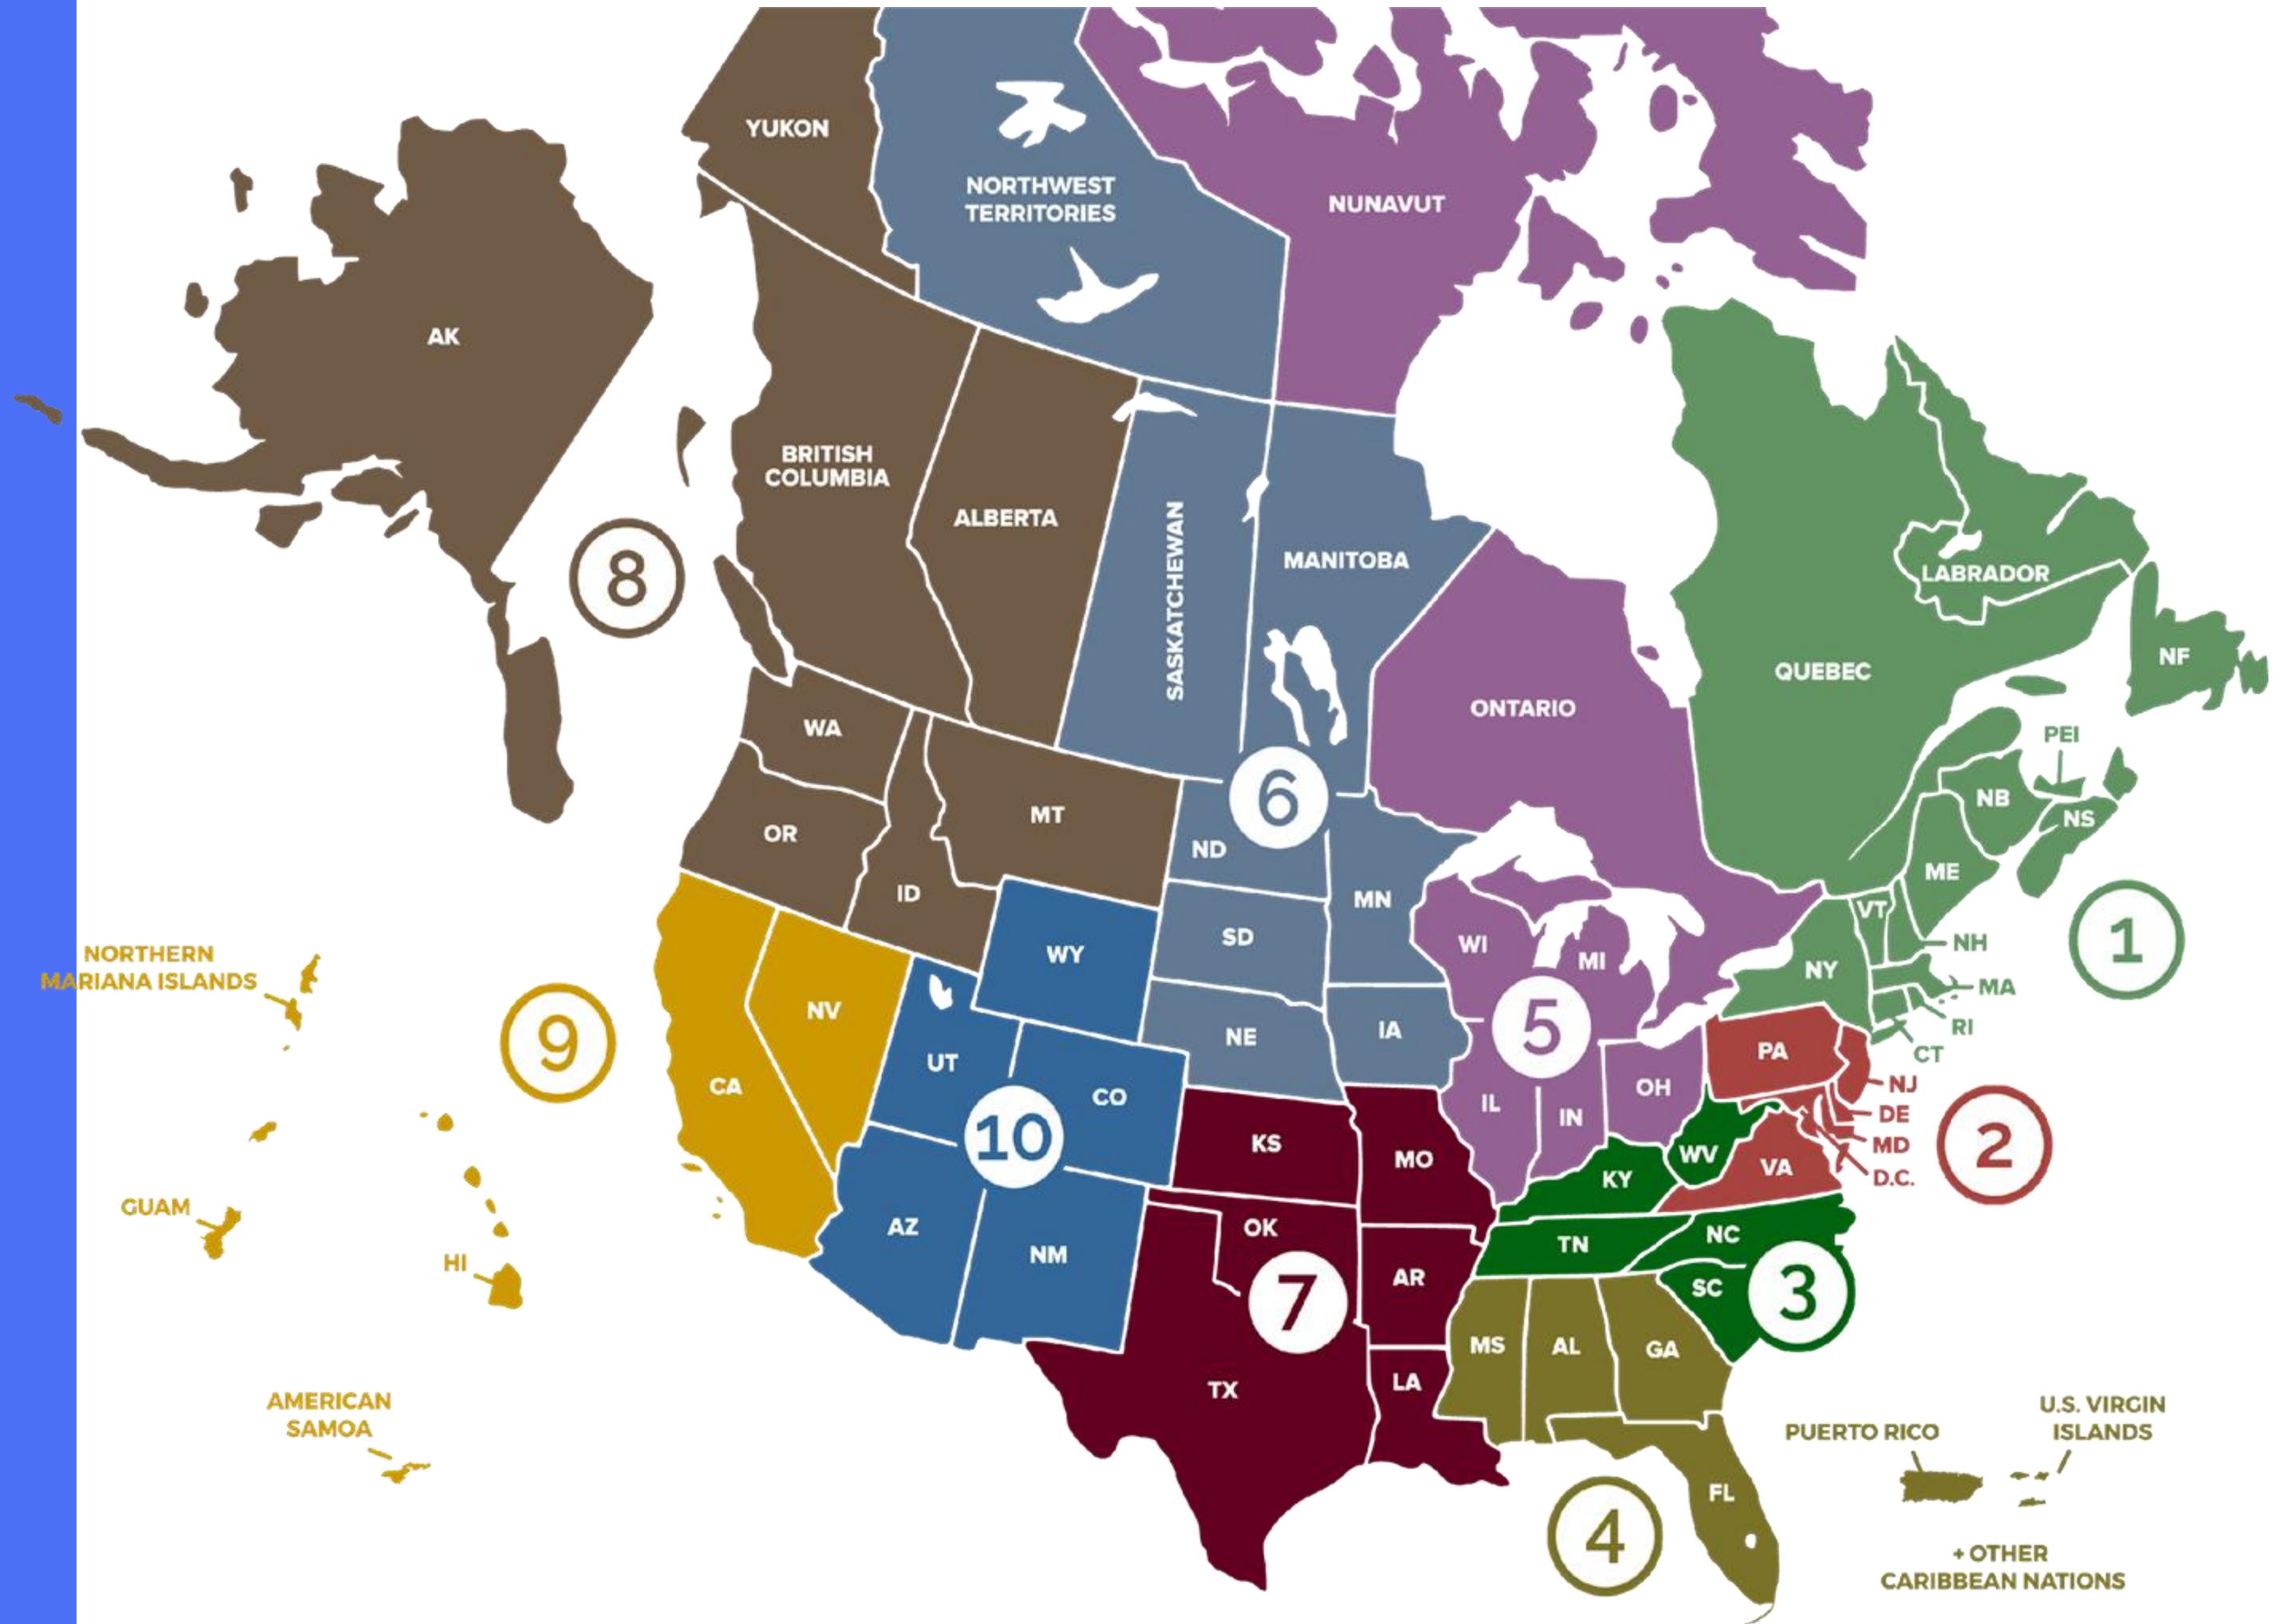 YUKON
NORTHWEST
TERRITORIES
NUNAVUT
AK
BRITISH
COLUMBIA
ALBERTA
SASKATCHEWAN
MANITOBA
ONTARIO
QUEBEC
LABRADOR
NF
PEI
NB
NS
8
6
WA
OR
ID
MT
ND
SD
NE
MN
IA
WI
MI
5
IL
IN
OH
ME
VT
NH
NY
MA
RI
CT
1
NORTHERN
MARIANA ISLANDS
9
CA
NV
WY
UT
CO
10
AZ
NM
KS
MO
OK
7
AR
TX
LA
PA
NJ
DE
MD
D.C.
2
WV
VA
KY
TN
NC
SC
3
MS
AL
GA
FL
4
GUAM
HI
AMERICAN
SAMOA
PUERTO RICO
U.S. VIRGIN
ISLANDS
+ OTHER
CARIBBEAN NATIONS